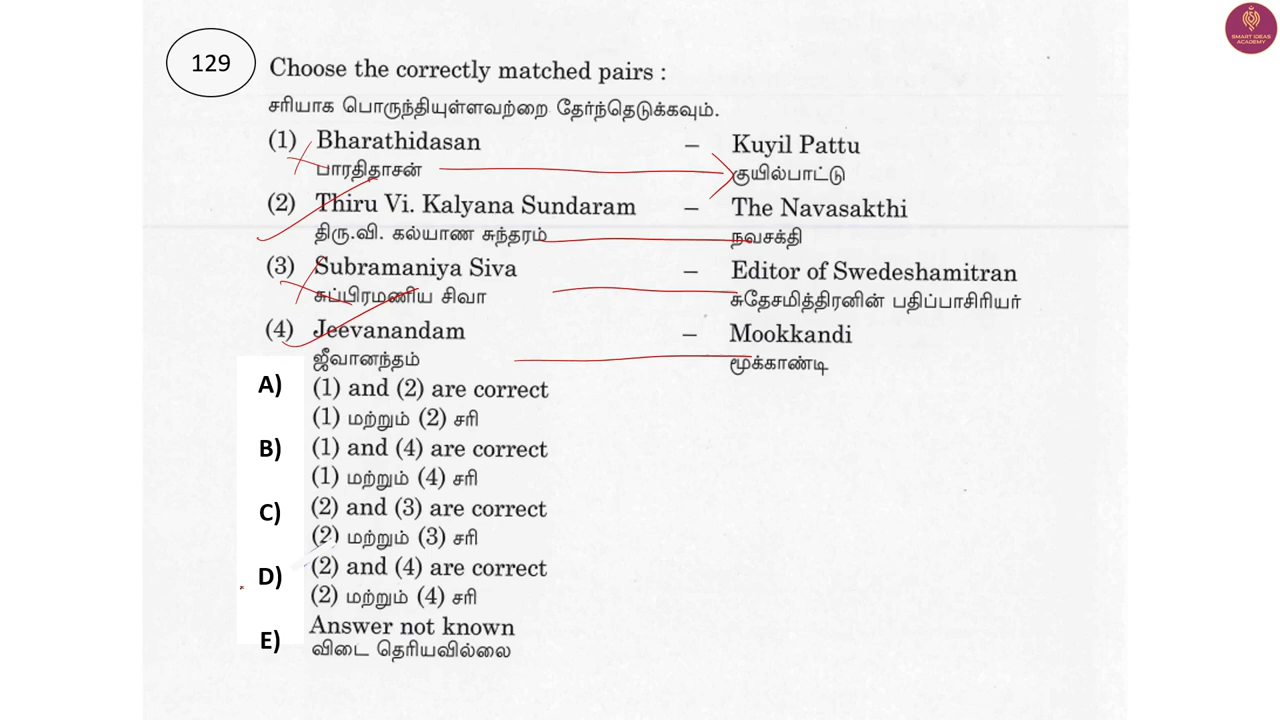 SMART IDEAS
ACADEMY
129
Choose the correctly matched pairs :
சரியாக பொருந்தியுள்ளவற்றை தேர்ந்தெடுக்கவும்.
(1) Bharathidasan – Kuyil Pattu
பாரதிதாசன் குயில்பாட்டு
(2) Thiru Vi. Kalyana Sundaram – The Navasakthi
திரு.வி. கல்யாண சுந்தரம் நவசக்தி
(3) Subramaniya Siva – Editor of Swedeshamitran
சுப்பிரமணிய சிவா சுதேசமித்திரனின் பதிப்பாசிரியர்
(4) Jeevanandam – Mookkandi
ஜீவானந்தம் மூக்காண்டி
A) (1) and (2) are correct
(1) மற்றும் (2) சரி
B) (1) and (4) are correct
(1) மற்றும் (4) சரி
C) (2) and (3) are correct
(2) மற்றும் (3) சரி
D) (2) and (4) are correct
(2) மற்றும் (4) சரி
E) Answer not known
விடை தெரியவில்லை